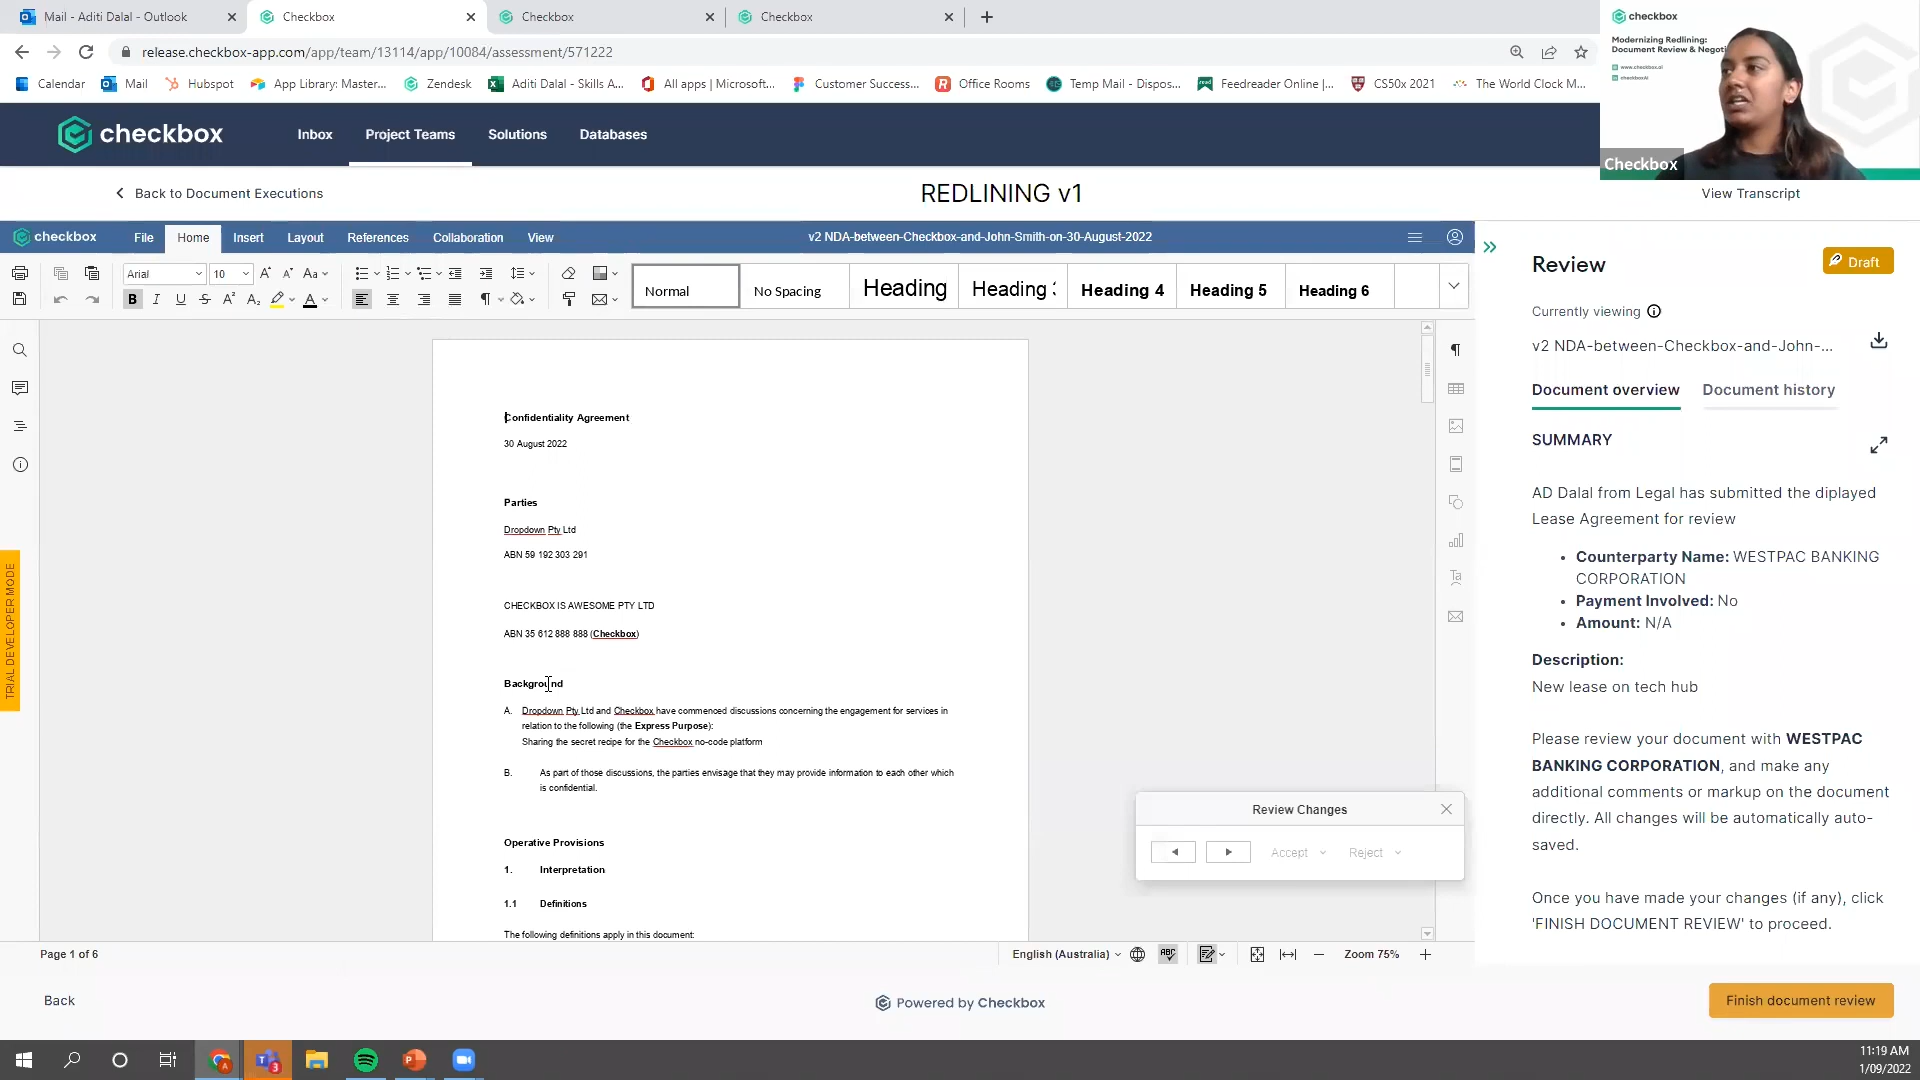 Mail - Aditi Dalal - Outlook
Checkbox
Checkbox
Checkbox
release.checkbox-app.com/app/team/13114/app/10084/assessment/571222
Calendar
Mail
Hubspot
App Library: Master...
Zendesk
Aditi Dalal - Skills A...
All apps | Microsoft...
Customer Success...
Office Rooms
Temp Mail - Dispos...
Feedreader Online |...
CS50x 2021
The World Clock M...
checkbox
Modernizing Redlining:
Document Review & Negoti
www.checkbox.ai
checkboxAI
Checkbox
checkbox
Inbox
Project Teams
Solutions
Databases
Back to Document Executions
REDLINING v1
View Transcript
checkbox
File
Home
Insert
Layout
References
Collaboration
View
v2 NDA-between-Checkbox-and-John-Smith-on-30-August-2022
Arial
10
Normal
No Spacing
Heading
Heading
Heading 4
Heading 5
Heading 6
Confidentiality Agreement
30 August 2022
Parties
Dropdown Pty Ltd
ABN 59 192 303 291
CHECKBOX IS AWESOME PTY LTD
ABN 35 612 888 888 (Checkbox)
Background
A. Dropdown Pty Ltd and Checkbox have commenced discussions concerning the engagement for services in
relation to the following (the Express Purpose):
Sharing the secret recipe for the Checkbox no-code platform
B. As part of those discussions, the parties envisage that they may provide information to each other which
is confidential.
Operative Provisions
1. Interpretation
1.1 Definitions
The following definitions apply in this document:
TRIAL DEVELOPER MODE
Review Changes
Accept
Reject
Page 1 of 6
English (Australia)
Zoom 75%
Review
Draft
Currently viewing
v2 NDA-between-Checkbox-and-John-...
Document overview
Document history
SUMMARY
AD Dalal from Legal has submitted the diplayed
Lease Agreement for review
• Counterparty Name: WESTPAC BANKING
CORPORATION
• Payment Involved: No
• Amount: N/A
Description:
New lease on tech hub
Please review your document with WESTPAC
BANKING CORPORATION, and make any
additional comments or markup on the document
directly. All changes will be automatically auto-
saved.
Once you have made your changes (if any), click
'FINISH DOCUMENT REVIEW' to proceed.
Back
Powered by Checkbox
Finish document review
11:19 AM
1/09/2022